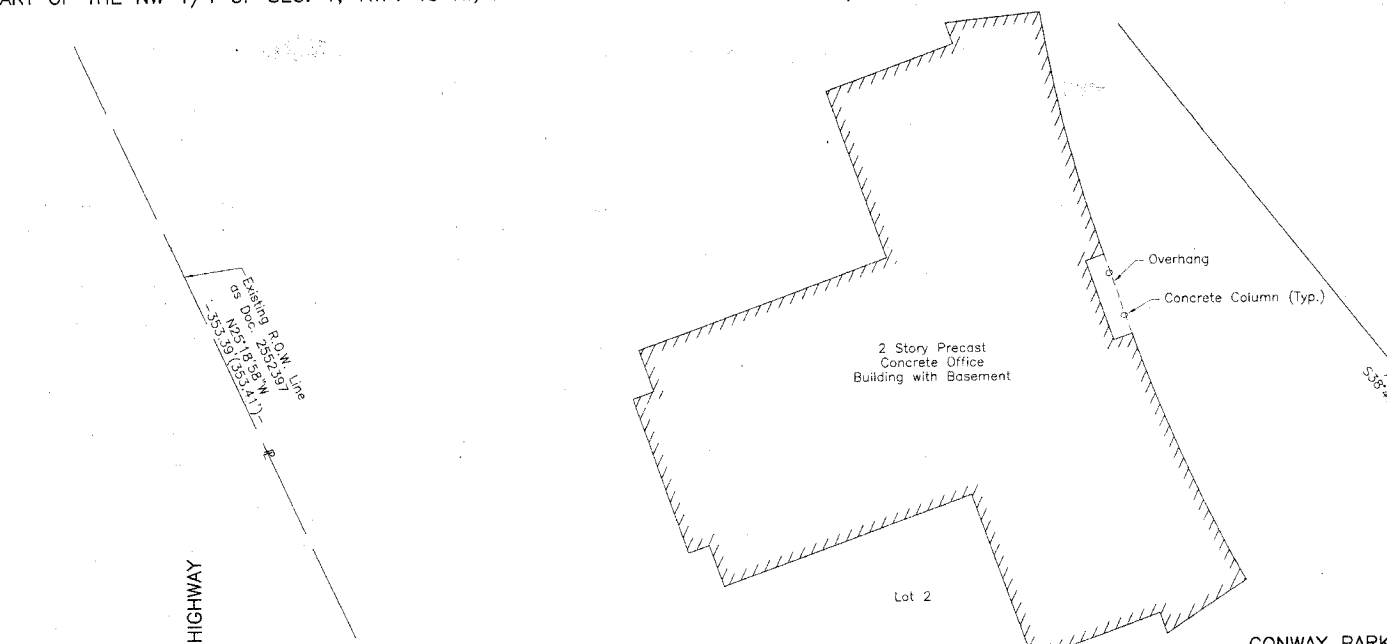 Existing R.O.W. Line
as Doc. 2552397
N25°18'58"W
-353.39'(353.41')-
Overhang
Concrete Column (Typ.)
2 Story Precast
Concrete Office
Building with Basement
HIGHWAY
Lot 2
CONWAY PARK